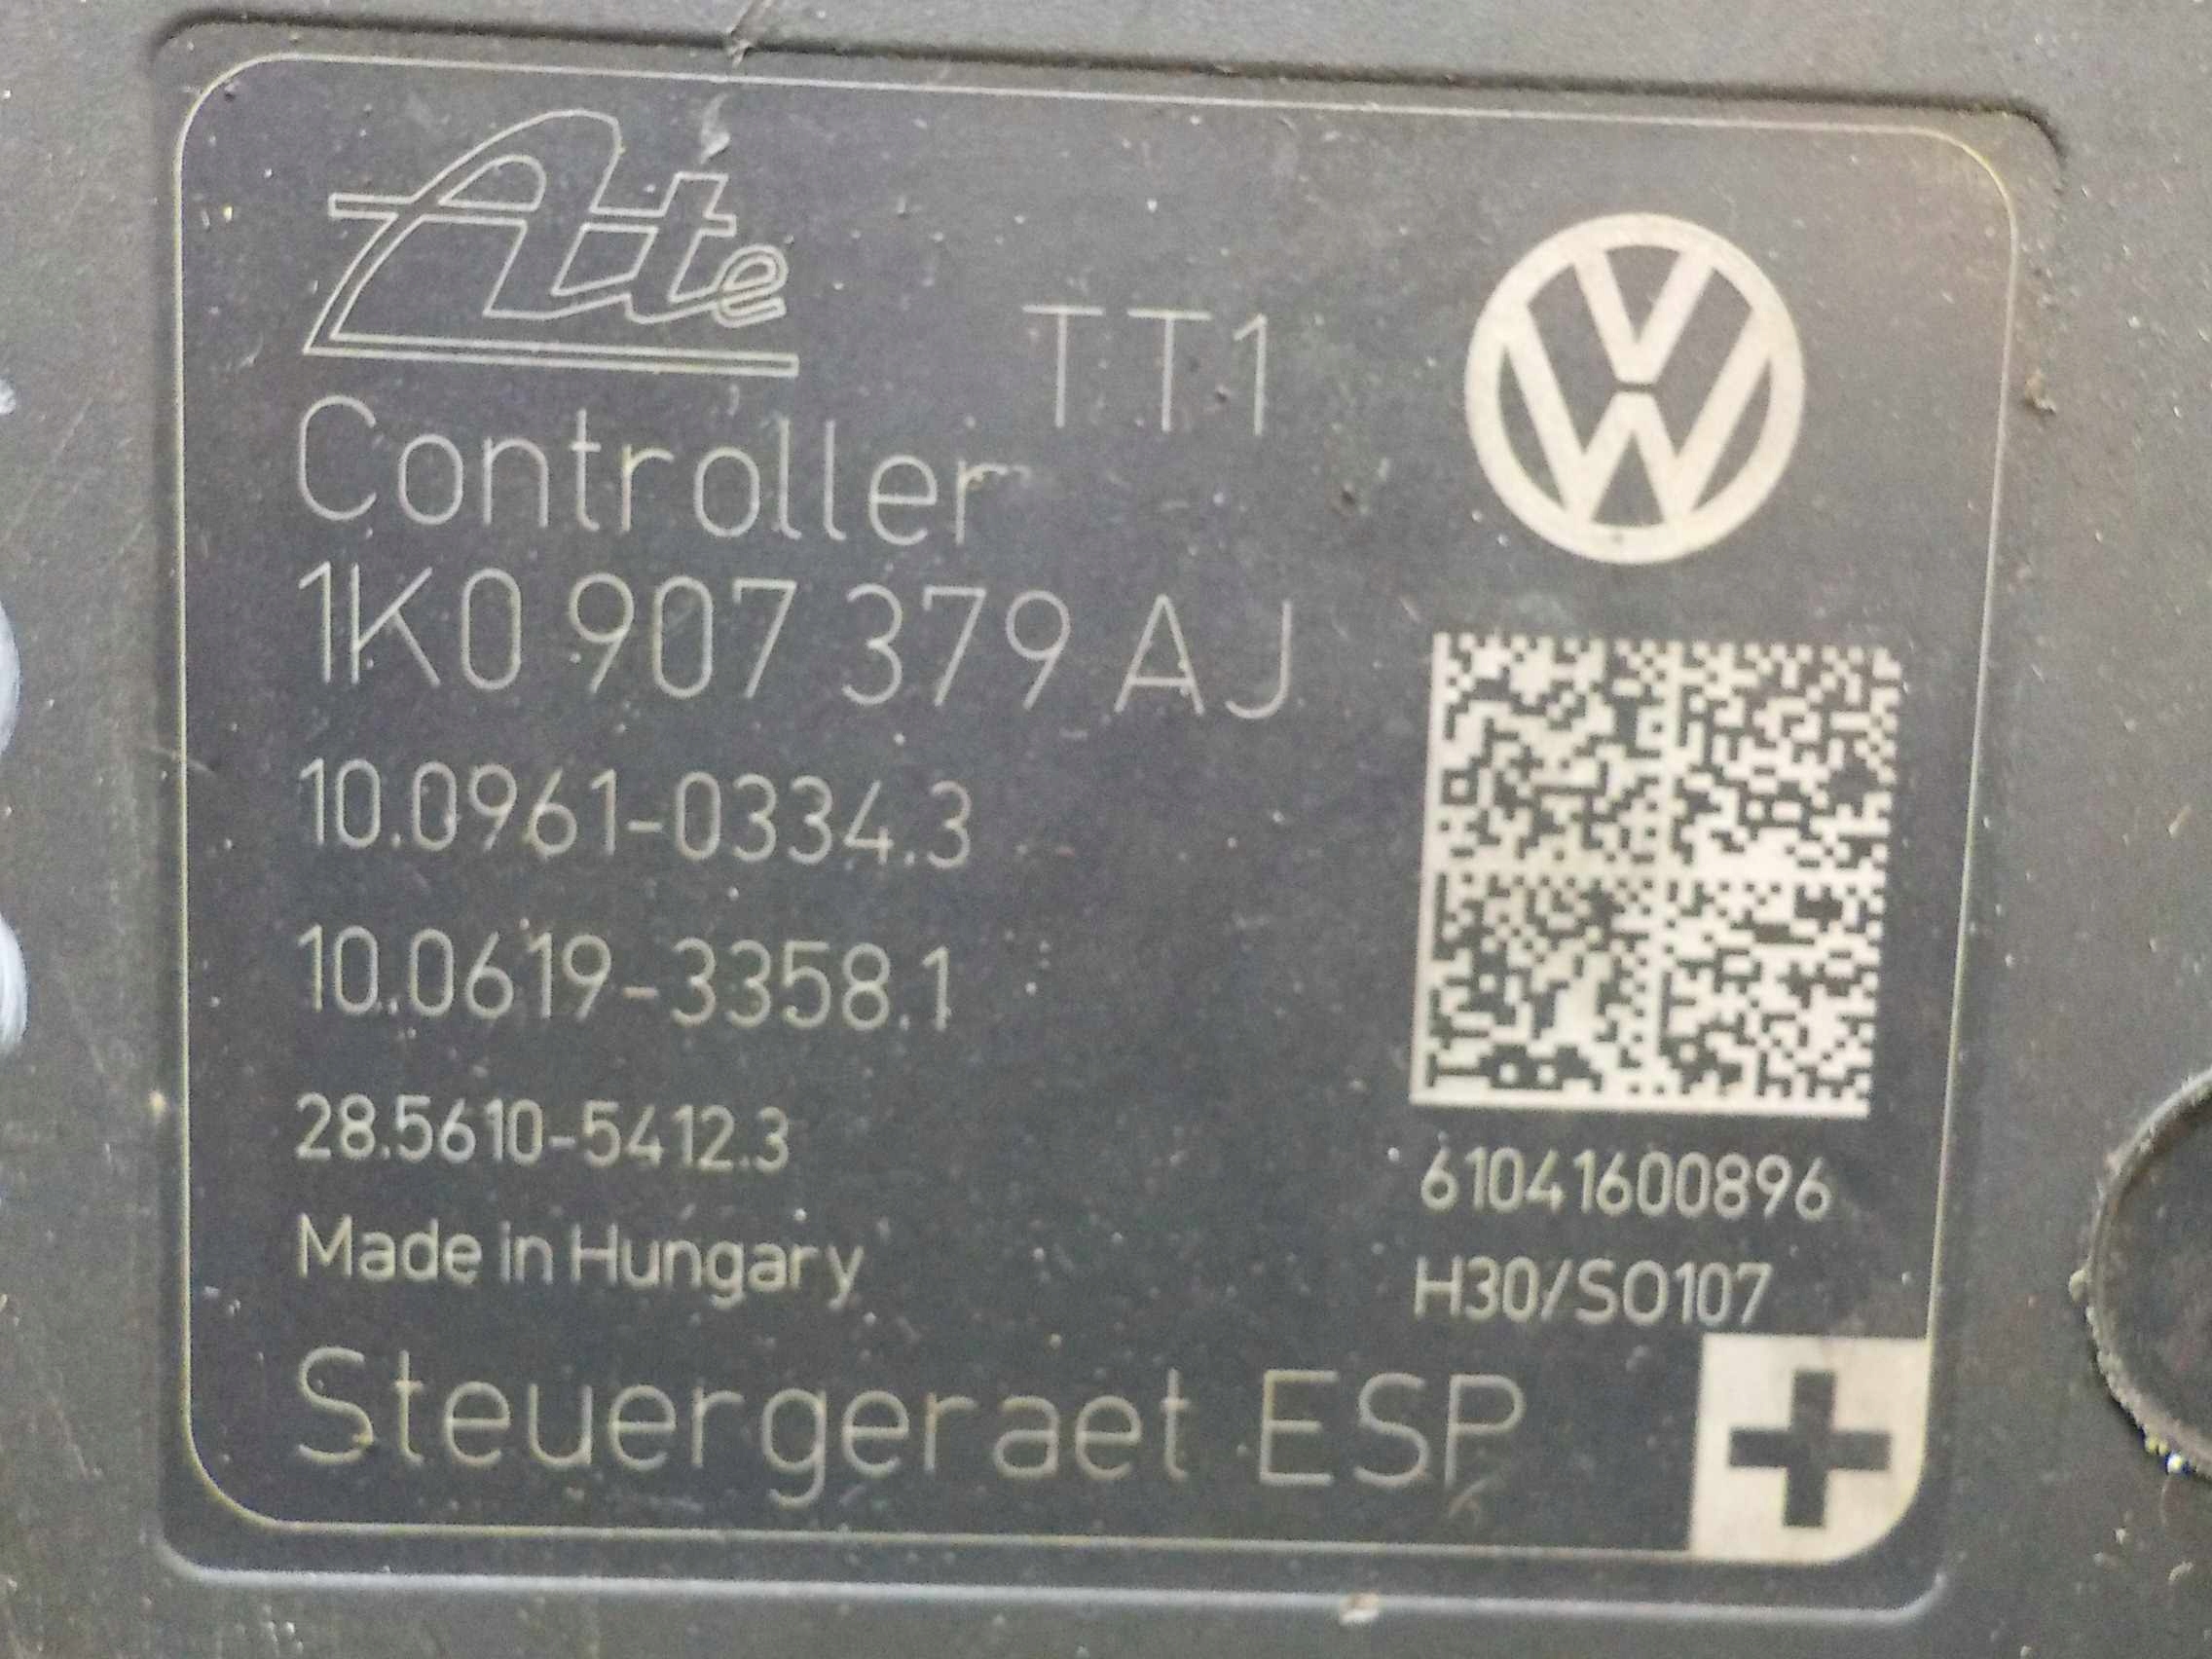 Ate
TT1
Controller
1K0 907 379 AJ
10.0961-0334.3
10.0619-3358.1
28.5610-5412.3
61041600896
Made in Hungary
H30/SO107
Steuergeraet ESP